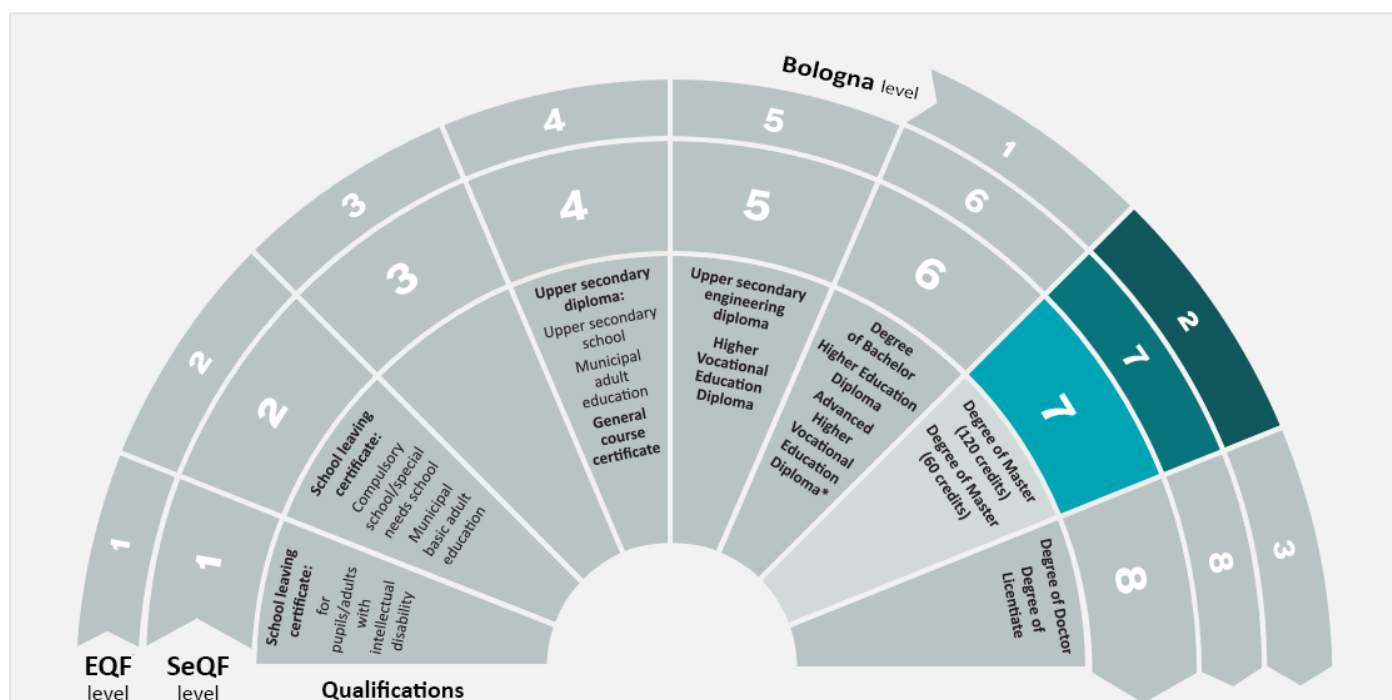 Bologna level
1
2
3
1
2
3
4
5
6
7
8
1
2
3
4
5
6
7
8
School leaving
certificate:
for
pupils/adults
with
intellectual
disability
School leaving
certificate:
Compulsory
school/special
needs school
Municipal
basic adult
education
Upper secondary
diploma:
Upper secondary
school
Municipal
adult
education
General
course
certificate
Upper secondary
engineering
diploma
Higher
Vocational
Education
Diploma
Degree
of Bachelor
Higher Education
Diploma
Advanced
Higher
Vocational
Education
Diploma*
Degree of Master
(120 credits)
Degree of Master
(60 credits)
Degree of Doctor
Degree of
Licentiate
EQF
level
SeQF
level
Qualifications